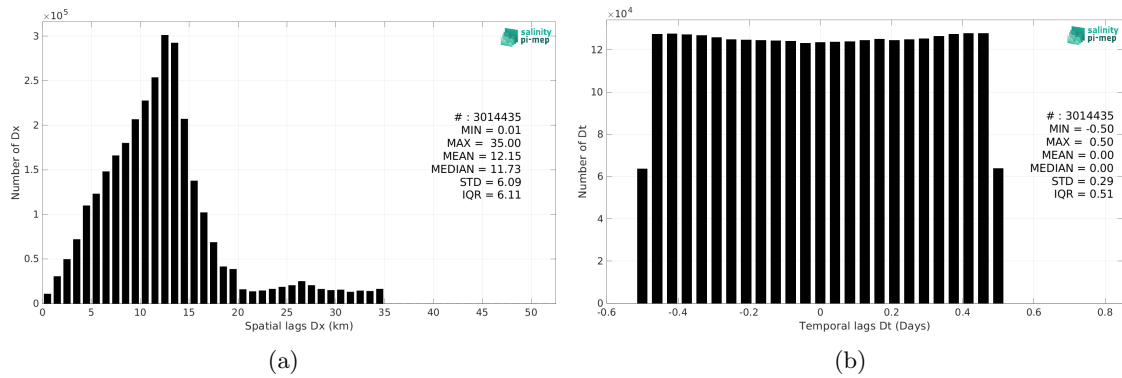 ×10⁵
3
2.5
2
1.5
1
0.5
0
Number of Dx
0 5 10 15 20 25 30 35 40 45 50
Spatial lags Dx (km)
salinity
pi-mep
# : 3014435
MIN = 0.01
MAX = 35.00
MEAN = 12.15
MEDIAN = 11.73
STD = 6.09
IQR = 6.11
(a)
×10⁴
12
10
8
6
4
2
0
Number of Dt
-0.6 -0.4 -0.2 0 0.2 0.4 0.6 0.8
Temporal lags Dt (Days)
salinity
pi-mep
# : 3014435
MIN = -0.50
MAX = 0.50
MEAN = 0.00
MEDIAN = 0.00
STD = 0.29
IQR = 0.51
(b)